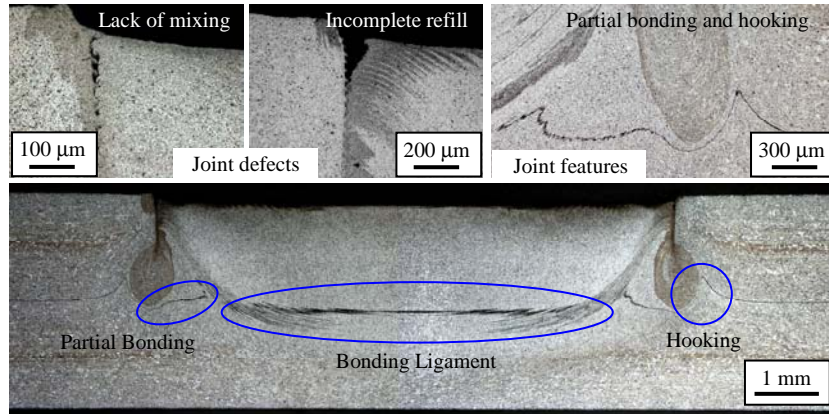 Lack of mixing
Incomplete refill
Partial bonding and hooking
100 μm
Joint defects
200 μm
Joint features
300 μm
Partial Bonding
Bonding Ligament
Hooking
1 mm